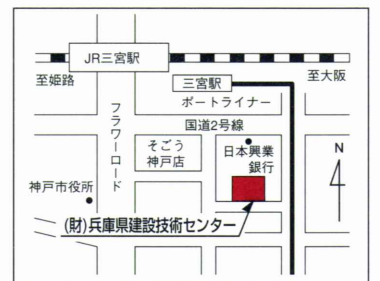 JR三宮駅
至姫路
三宮駅
至大阪
ポートライナー
フラワーロード
国道2号線
そごう
神戸店
日本興業
銀行
N
神戸市役所
(財)兵庫県建設技術センター